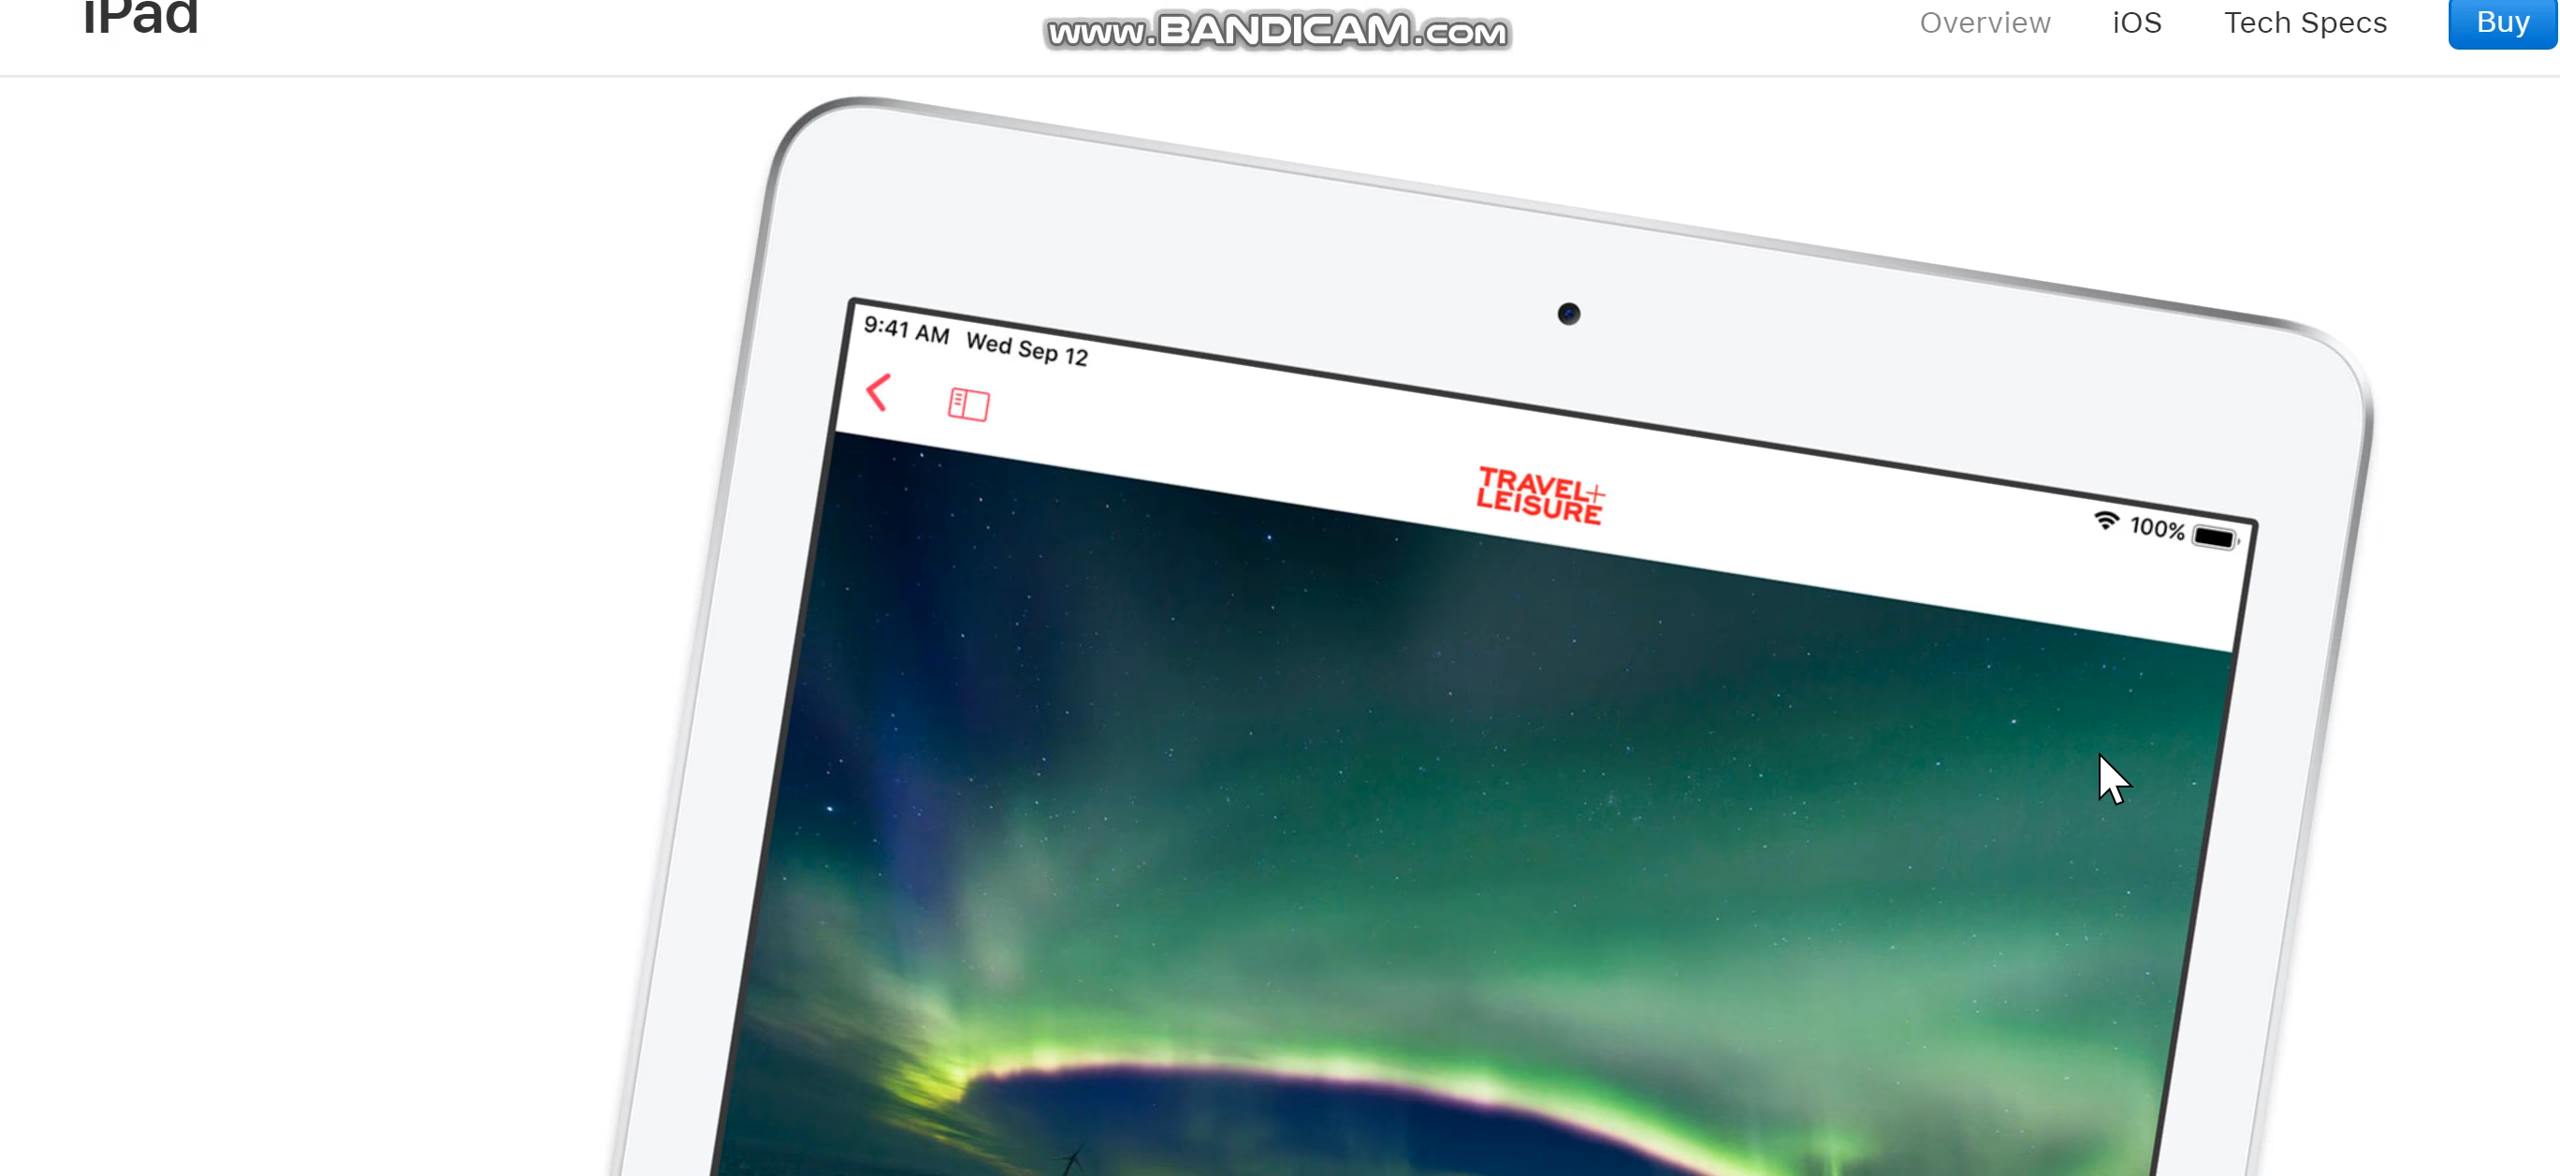 iPad
www.BANDICAM.com
Overview iOS Tech Specs Buy
9:41 AM Wed Sep 12
TRAVEL+
LEISURE
100%